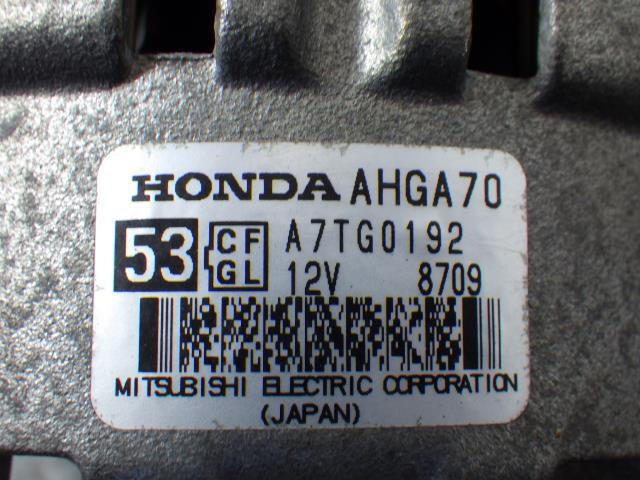 HONDA AHGA70
53 CF A7TG0192
GL 12V 8709
MITSUBISHI ELECTRIC CORPORATION
(JAPAN)